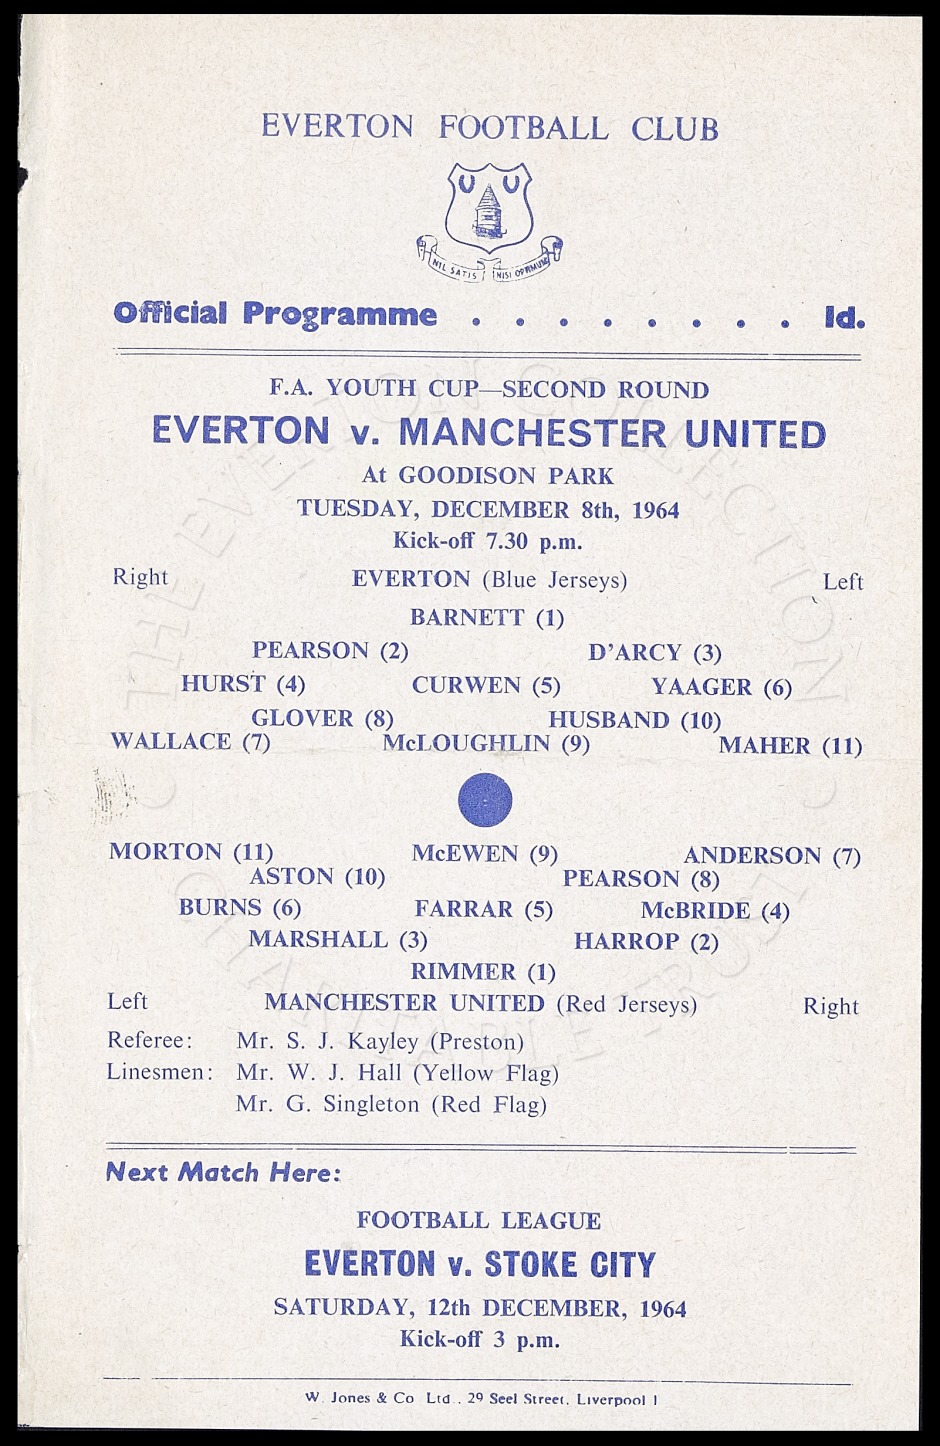 EVERTON FOOTBALL CLUB
NIL SATIS NISI OPTIMUM
Official Programme . . . . . . . . 1d.
F.A. YOUTH CUP—SECOND ROUND
EVERTON v. MANCHESTER UNITED
At GOODISON PARK
TUESDAY, DECEMBER 8th, 1964
Kick-off 7.30 p.m.
Right EVERTON (Blue Jerseys) Left
BARNETT (1)
PEARSON (2) D'ARCY (3)
HURST (4) CURWEN (5) YAAGER (6)
GLOVER (8) HUSBAND (10)
WALLACE (7) McLOUGHLIN (9) MAHER (11)
MORTON (11) McEWEN (9) ANDERSON (7)
ASTON (10) PEARSON (8)
BURNS (6) FARRAR (5) McBRIDE (4)
MARSHALL (3) HARROP (2)
RIMMER (1)
Left MANCHESTER UNITED (Red Jerseys) Right
Referee: Mr. S. J. Kayley (Preston)
Linesmen: Mr. W. J. Hall (Yellow Flag)
Mr. G. Singleton (Red Flag)
Next Match Here:
FOOTBALL LEAGUE
EVERTON v. STOKE CITY
SATURDAY, 12th DECEMBER, 1964
Kick-off 3 p.m.
W. Jones & Co Ltd., 29 Seel Street, Liverpool 1
THE EVERTON COLLECTION
CHARITABLE TRUST